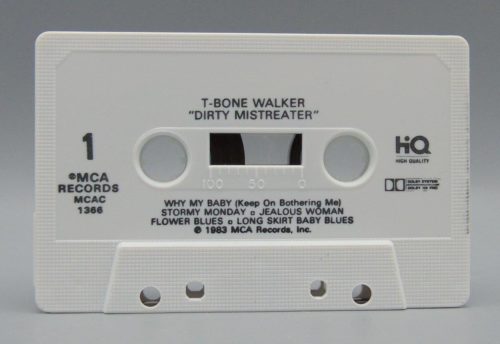 T-BONE WALKER
"DIRTY MISTREATER"
1
©MCA
RECORDS
MCAC
1366
HiQ
HIGH QUALITY
100 50 0
DOLBY SYSTEM
WHY MY BABY (Keep On Bothering Me)
STORMY MONDAY □ JEALOUS WOMAN
FLOWER BLUES □ LONG SKIRT BABY BLUES
℗ 1983 MCA Records, Inc.